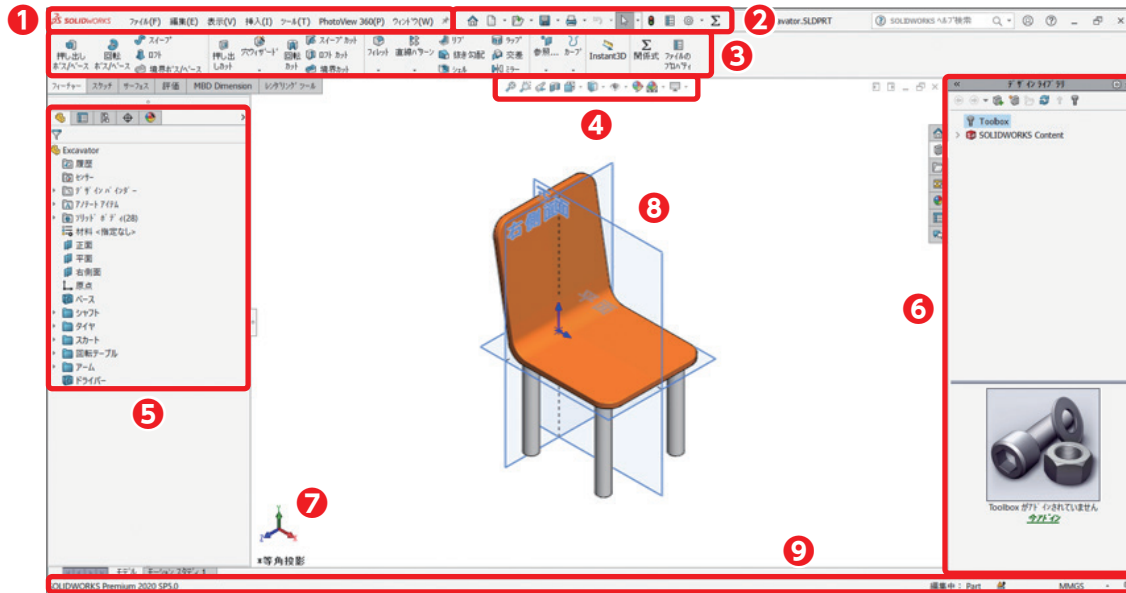 1
SOLIDWORKS ファイル(F) 編集(E) 表示(V) 挿入(I) ツール(T) PhotoView 360(P) ウィンドウ(W)
2
avator.SLDPRT
SOLIDWORKS ヘルプ検索
押し出し ボス/ベース
回転 ボス/ベース
スイープ
ロフト
境界ボス/ベース
押し出しカット
穴ウィザード
回転カット
スイープ カット
ロフト カット
境界カット
フィレット
直線パターン
リブ
抜き勾配
シェル
ラップ
交差
ミラー
参照...
カーブ
Instant3D
関係式
ファイルのプロパティ
3
フィーチャー スケッチ サーフェス 評価 MBD Dimension レンダリング ツール
4
デザイン ライブラリ
Toobox
SOLIDWORKS Content
Excavator
履歴
センサー
デザイン バインダー
アノテート アイテム
ソリッド ボディ(28)
材料 <指定なし>
正面
平面
右側面
原点
ベース
シャフト
タイヤ
スカート
回転テーブル
アーム
ドライバー
5
右側面
8
6
7
*等角投影
Toolbox がアドインされていません
今アドイン
9
モデル モーション スタディ 1
SOLIDWORKS Premium 2020 SP5.0
編集中: Part
MMGS